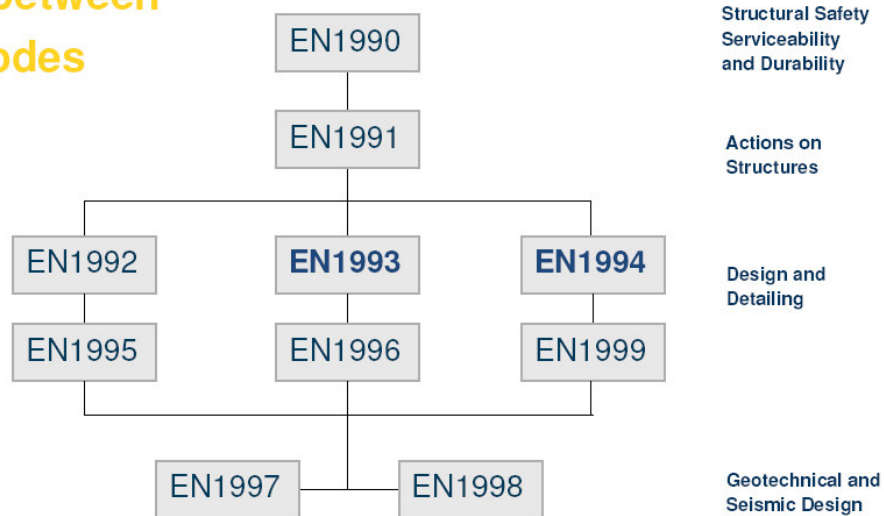 between
EN1990
Structural Safety
Serviceability
and Durability
EN1991
Actions on
Structures
EN1992
EN1993
EN1994
Design and
Detailing
EN1995
EN1996
EN1999
EN1997
EN1998
Geotechnical and
Seismic Design